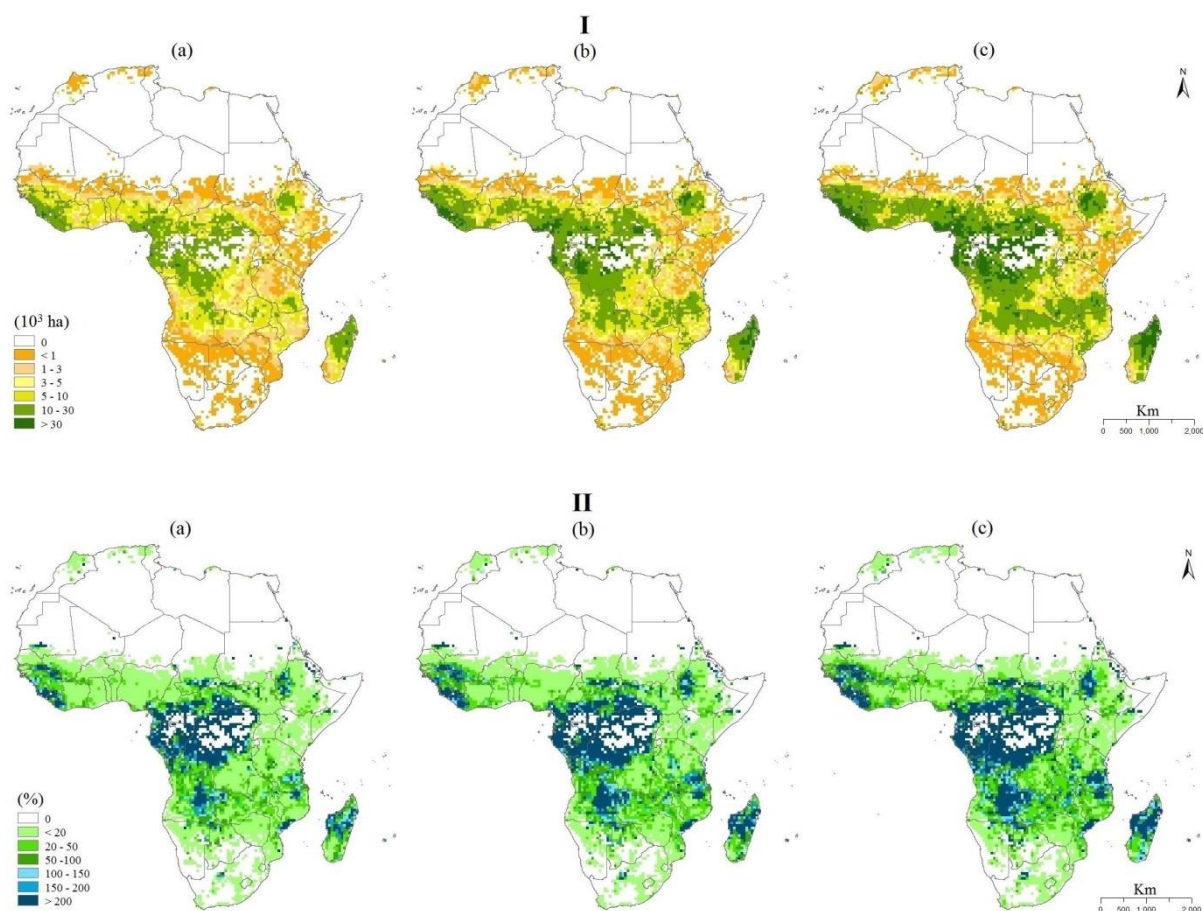 I
(a)
(b)
(c)
N
(10³ ha)
0
< 1
1 - 3
3 - 5
5 - 10
10 - 30
> 30
Km
0 500 1,000 2,000
II
(a)
(b)
(c)
N
(%)
0
< 20
20 - 50
50 -100
100 - 150
150 - 200
> 200
Km
0 500 1,000 2,000